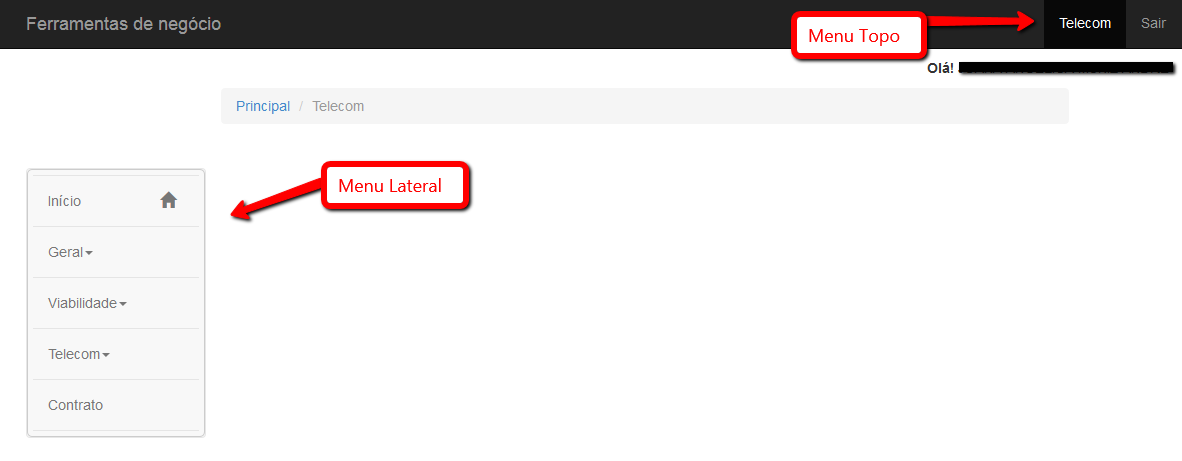 Ferramentas de negócio
Menu Topo
Telecom
Sair
Olá!
Principal / Telecom
Menu Lateral
Início
Geral
Viabilidade
Telecom
Contrato